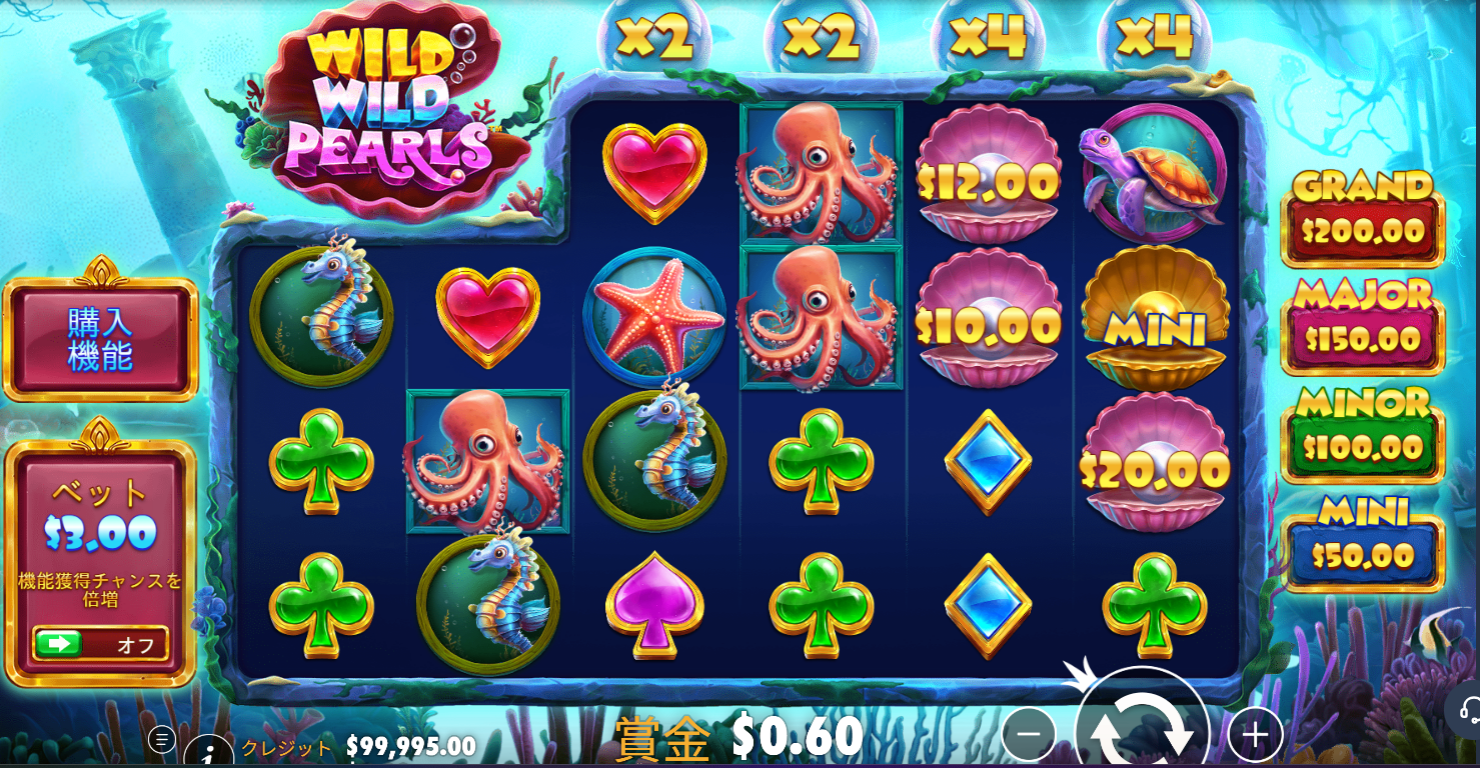 WILD
WILD
PEARLS
x2
x2
x4
x4
$12.00
$10.00
MINI
$20.00
GRAND
$200.00
MAJOR
$150.00
MINOR
$100.00
MINI
$50.00
購入
機能
ベット
$3.00
機能獲得チャンスを
倍増
オフ
クレジット $99,995.00
賞金 $0.60